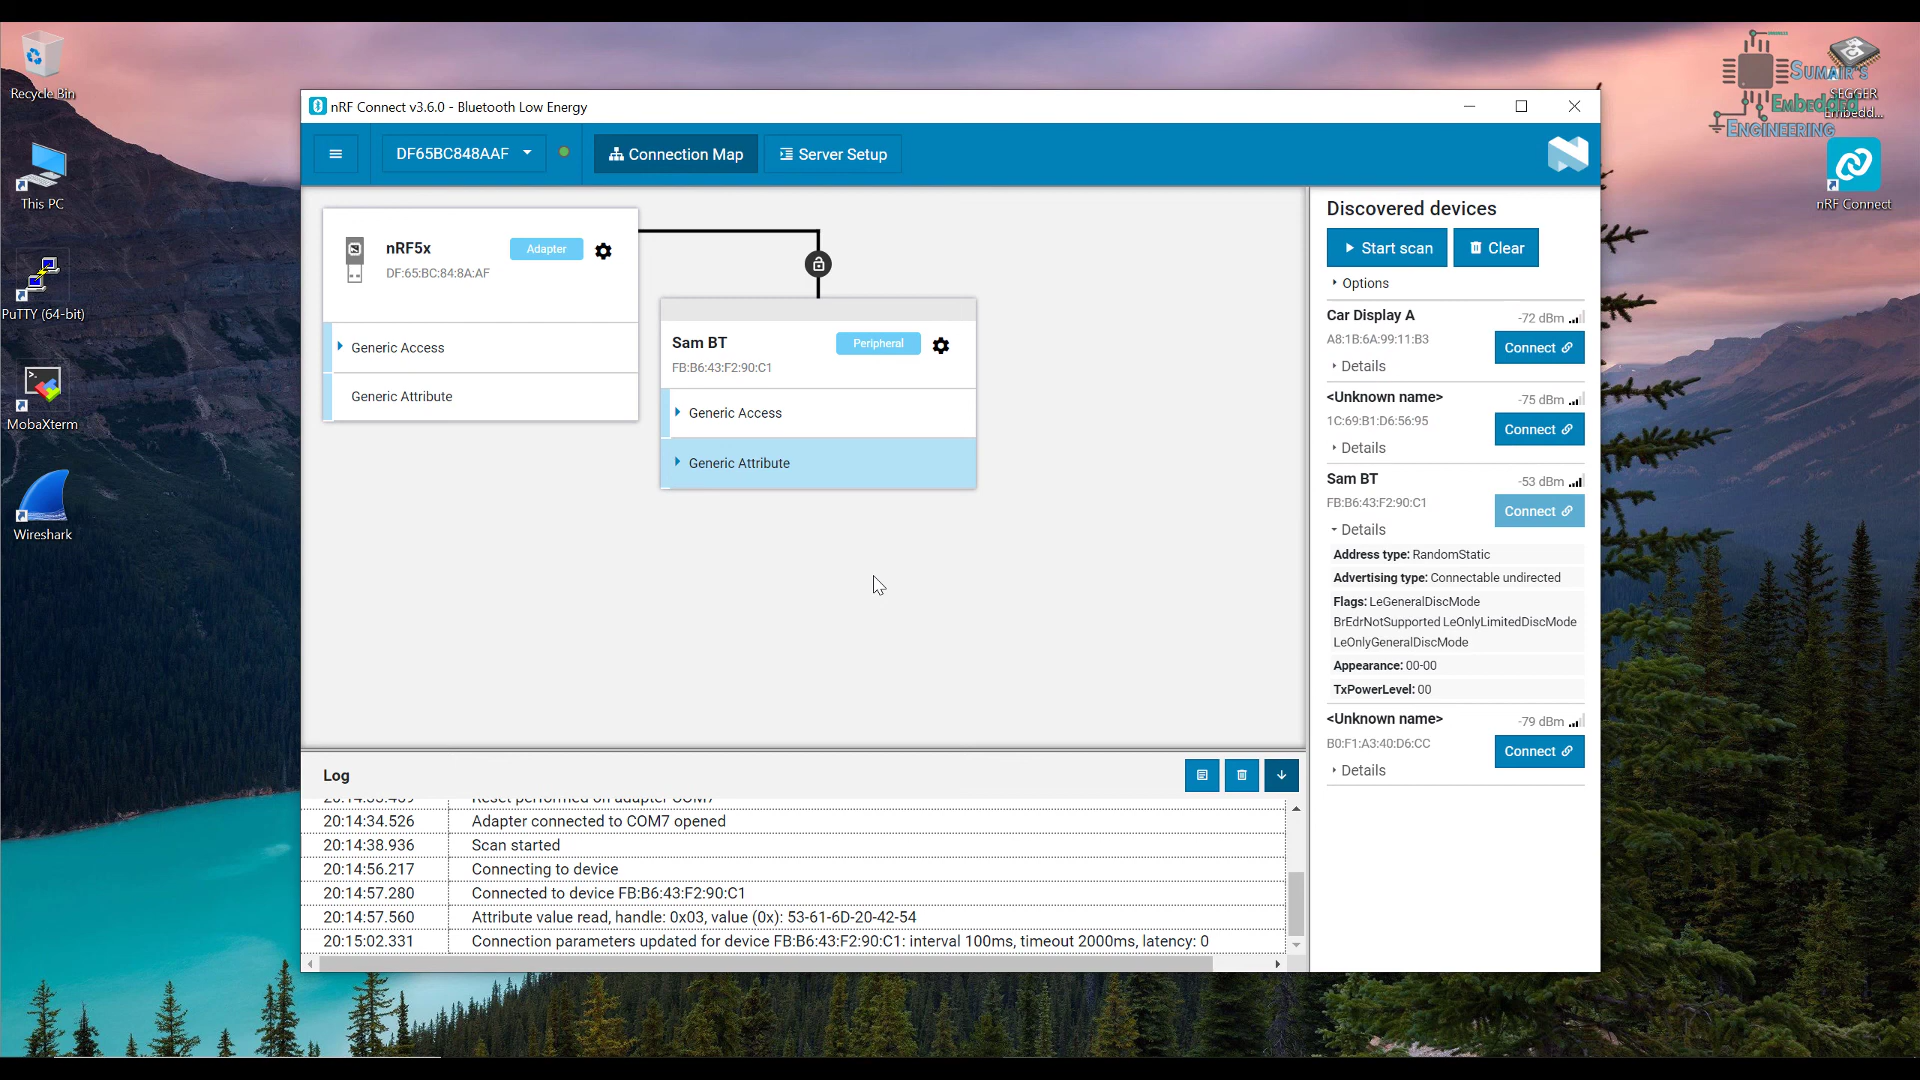 Recycle Bin
This PC
PuTTY (64-bit)
MobaXterm
Wireshark
SUMAIR'S
Embedded
ENGINEERING
SEGGER
Embedd...
nRF Connect
nRF Connect v3.6.0 - Bluetooth Low Energy
DF65BC848AAF
Connection Map
Server Setup
nRF5x
Adapter
DF:65:BC:84:8A:AF
Generic Access
Generic Attribute
Sam BT
Peripheral
FB:B6:43:F2:90:C1
Generic Access
Generic Attribute
Discovered devices
Start scan
Clear
Options
Car Display A
-72 dBm
A8:1B:6A:99:11:B3
Connect
Details
<Unknown name>
-75 dBm
1C:69:B1:D6:56:95
Connect
Details
Sam BT
-53 dBm
FB:B6:43:F2:90:C1
Connect
Details
Address type: RandomStatic
Advertising type: Connectable undirected
Flags: LeGeneralDiscMode
BrEdrNotSupported LeOnlyLimitedDiscMode
LeOnlyGeneralDiscMode
Appearance: 00-00
TxPowerLevel: 00
<Unknown name>
-79 dBm
B0:F1:A3:40:D6:CC
Connect
Details
Log
Reset performed on adapter COM7
20:14:34.526 Adapter connected to COM7 opened
20:14:38.936 Scan started
20:14:56.217 Connecting to device
20:14:57.280 Connected to device FB:B6:43:F2:90:C1
20:14:57.560 Attribute value read, handle: 0x03, value (0x): 53-61-6D-20-42-54
20:15:02.331 Connection parameters updated for device FB:B6:43:F2:90:C1: interval 100ms, timeout 2000ms, latency: 0